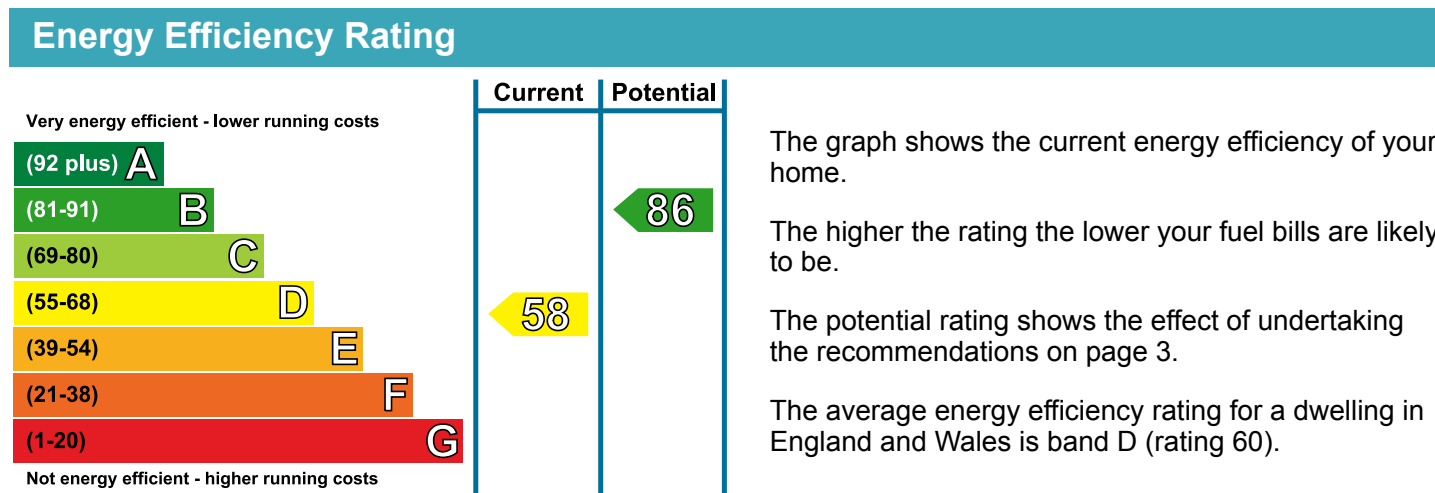 Energy Efficiency Rating
Current Potential
Very energy efficient - lower running costs
(92 plus) A
(81-91) B
86
(69-80) C
(55-68) D
58
(39-54) E
(21-38) F
(1-20) G
Not energy efficient - higher running costs
The graph shows the current energy efficiency of your
home.
The higher the rating the lower your fuel bills are likely
to be.
The potential rating shows the effect of undertaking
the recommendations on page 3.
The average energy efficiency rating for a dwelling in
England and Wales is band D (rating 60).